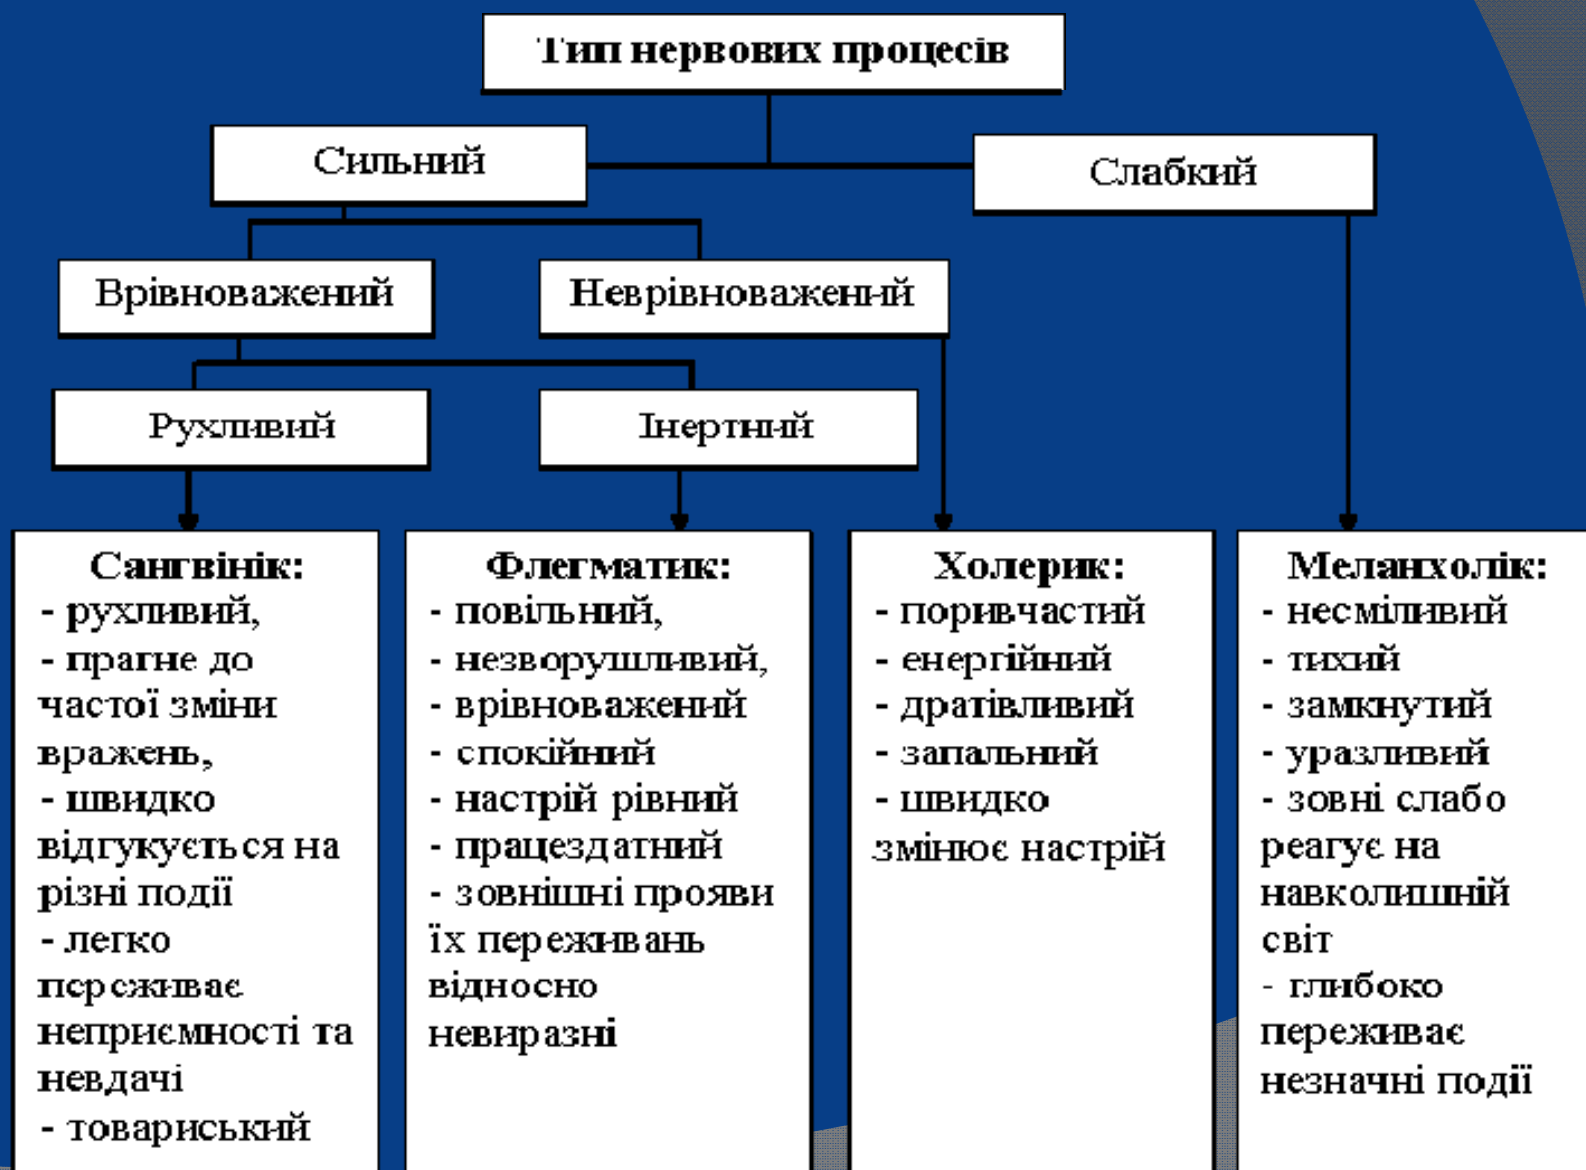 Тип нервових процесів
Сильний
Слабкий
Врівноважений
Неврівноважений
Рухливий
Інертний
Сангвінік:
- рухливий,
- прагне до
частої зміни
вражень,
- швидко
відгукується на
різні події
- легко
переживає
неприємності та
невдачі
- товариський
Флегматик:
- повільний,
- незворушливий,
- врівноважений
- спокійний
- настрій рівний
- працездатний
- зовнішні прояви
їх переживань
відносно
невиразні
Холерик:
- поривчастий
- енергійний
- дратівливий
- запальний
- швидко
змінює настрій
Меланхолік:
- несміливий
- тихий
- замкнутий
- уразливий
- зовні слабо
реагує на
навколишній
світ
- глибоко
переживає
незначні події